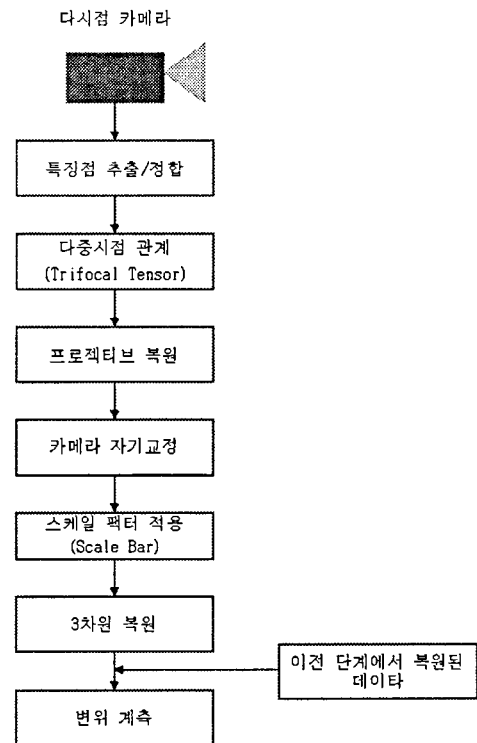 다시점 카메라
특징점 추출/정합
다중시점 관계
(Trifocal Tensor)
프로젝티브 복원
카메라 자기교정
스케일 팩터 적용
(Scale Bar)
3차원 복원
이전 단계에서 복원된
데이타
변위 계측